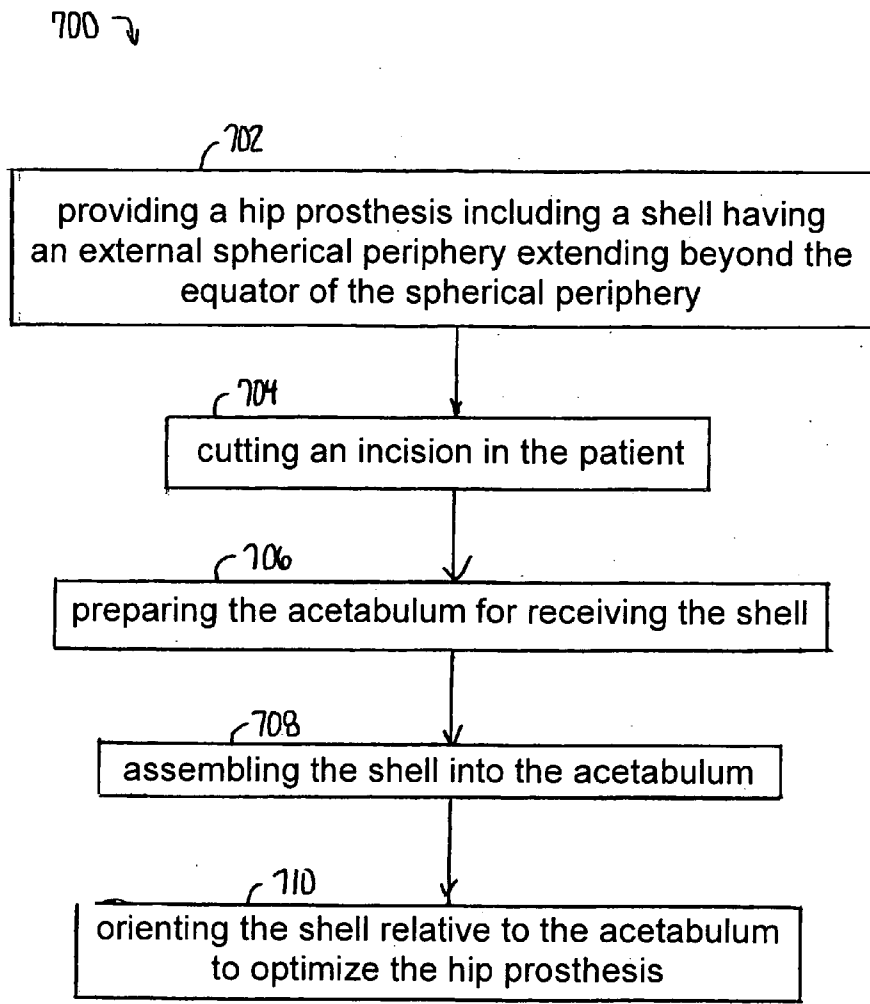 700
702
providing a hip prosthesis including a shell having
an external spherical periphery extending beyond the
equator of the spherical periphery
704
cutting an incision in the patient
706
preparing the acetabulum for receiving the shell
708
assembling the shell into the acetabulum
710
orienting the shell relative to the acetabulum
to optimize the hip prosthesis